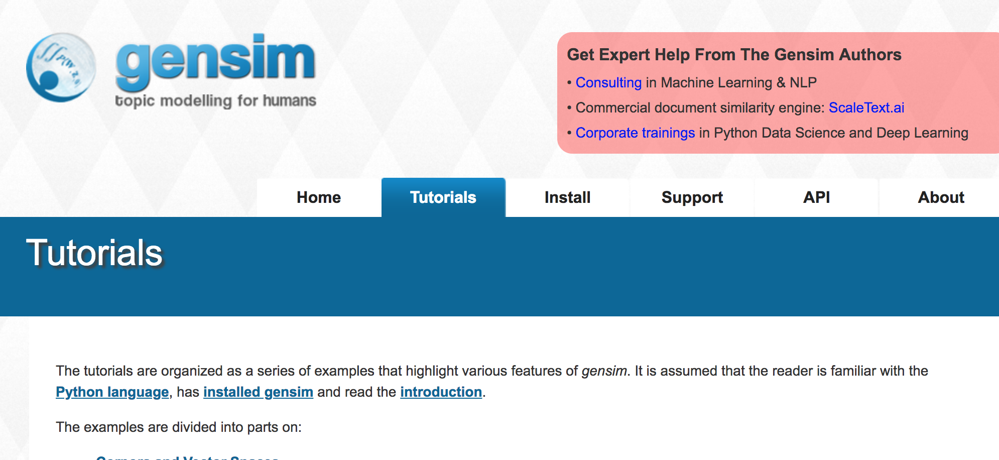 gensim
topic modelling for humans
Get Expert Help From The Gensim Authors
• Consulting in Machine Learning & NLP
• Commercial document similarity engine: ScaleText.ai
• Corporate trainings in Python Data Science and Deep Learning
Home Tutorials Install Support API About
Tutorials
The tutorials are organized as a series of examples that highlight various features of gensim. It is assumed that the reader is familiar with the
Python language, has installed gensim and read the introduction.
The examples are divided into parts on:
Corpora and Vector Spaces